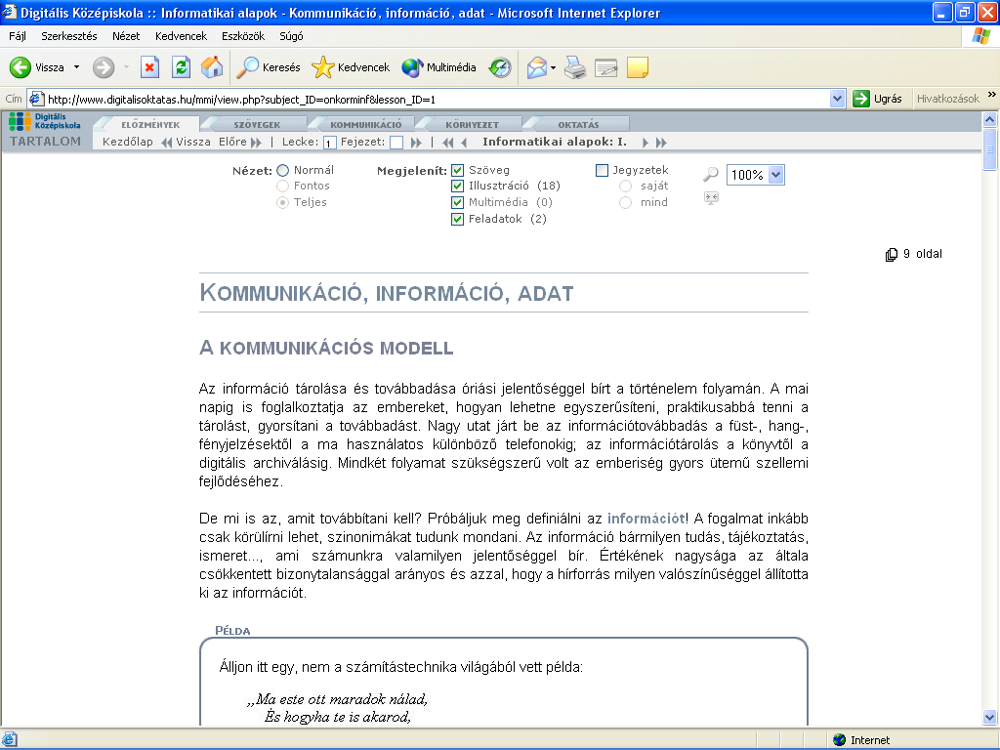 Digitális Középiskola :: Informatikai alapok - Kommunikáció, információ, adat - Microsoft Internet Explorer
Fájl Szerkesztés Nézet Kedvencek Eszközök Súgó
Vissza Keresés Kedvencek Multimédia
Cím http://www.digitalisoktatas.hu/mmi/view.php?subject_ID=onkorminf&lesson_ID=1 Ugrás Hivatkozások »
Digitális Középiskola
ELŐZMÉNYEK SZÖVEGEK KOMMUNIKÁCIÓ KÖRNYEZET OKTATÁS
TARTALOM Kezdőlap Vissza Előre | Lecke: 1 Fejezet: | Informatikai alapok: I.
Nézet: Normál Megjelenít: Szöveg Jegyzetek 100%
Fontos Illusztráció (18) saját
Teljes Multimédia (0) mind
Feladatok (2)
9 oldal
KOMMUNIKÁCIÓ, INFORMÁCIÓ, ADAT
A KOMMUNIKÁCIÓS MODELL
Az információ tárolása és továbbadása óriási jelentőséggel bírt a történelem folyamán. A mai
napig is foglalkoztatja az embereket, hogyan lehetne egyszerűsíteni, praktikusabbá tenni a
tárolást, gyorsítani a továbbadást. Nagy utat járt be az információtovábbadás a füst-, hang-,
fényjelzésektől a ma használatos különböző telefonokig; az információtárolás a könyvtől a
digitális archiválásig. Mindkét folyamat szükségszerű volt az emberiség gyors ütemű szellemi
fejlődéséhez.
De mi is az, amit továbbítani kell? Próbáljuk meg definiálni az információt! A fogalmat inkább
csak körülírni lehet, szinonimákat tudunk mondani. Az információ bármilyen tudás, tájékoztatás,
ismeret..., ami számunkra valamilyen jelentőséggel bír. Értékének nagysága az általa
csökkentett bizonytalansággal arányos és azzal, hogy a hírforrás milyen valószínűséggel állította
ki az információt.
PÉLDA
Álljon itt egy, nem a számítástechnika világából vett példa:
„Ma este ott maradok nálad,
És hogyha te is akarod,
Internet